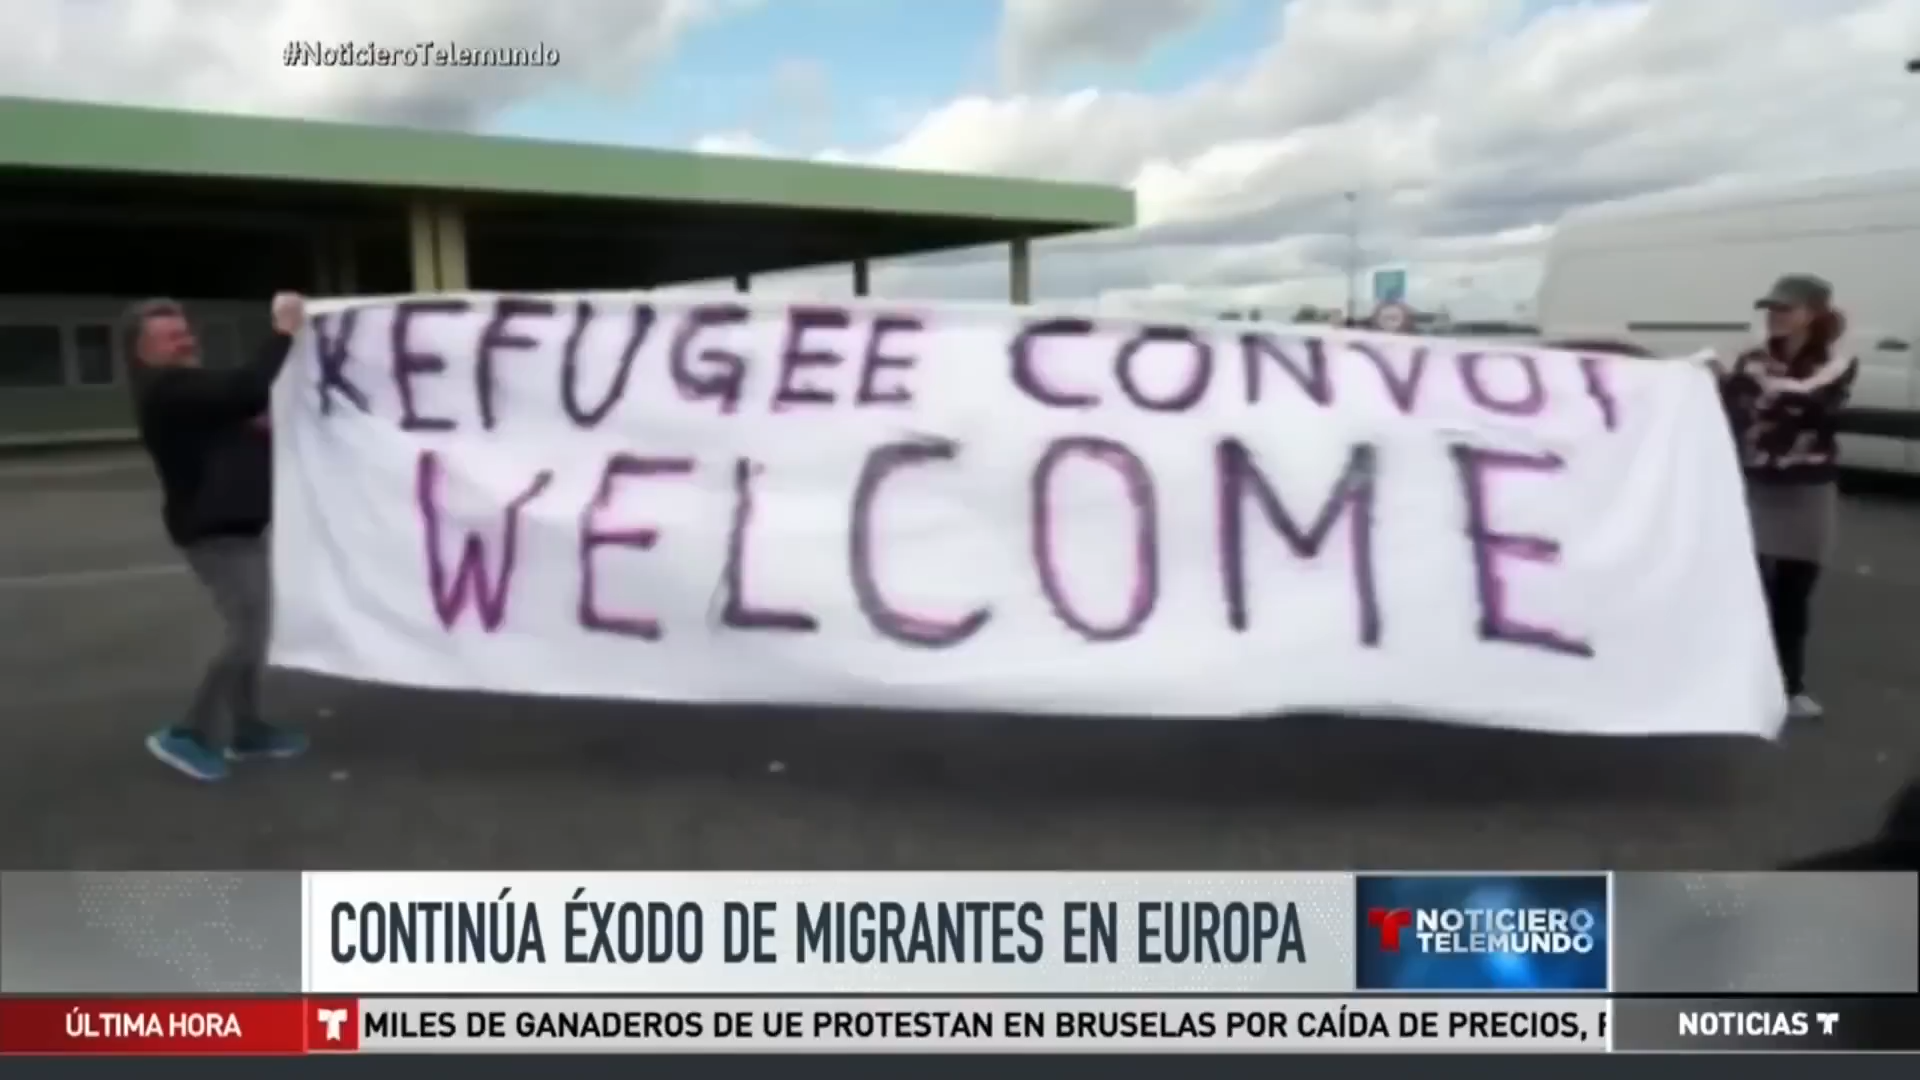 #NoticieroTelemundo
REFUGEE CONVOY
WELCOME
CONTINÚA ÉXODO DE MIGRANTES EN EUROPA
NOTICIERO
TELEMUNDO
ÚLTIMA HORA
MILES DE GANADEROS DE UE PROTESTAN EN BRUSELAS POR CAÍDA DE PRECIOS,
NOTICIAS T